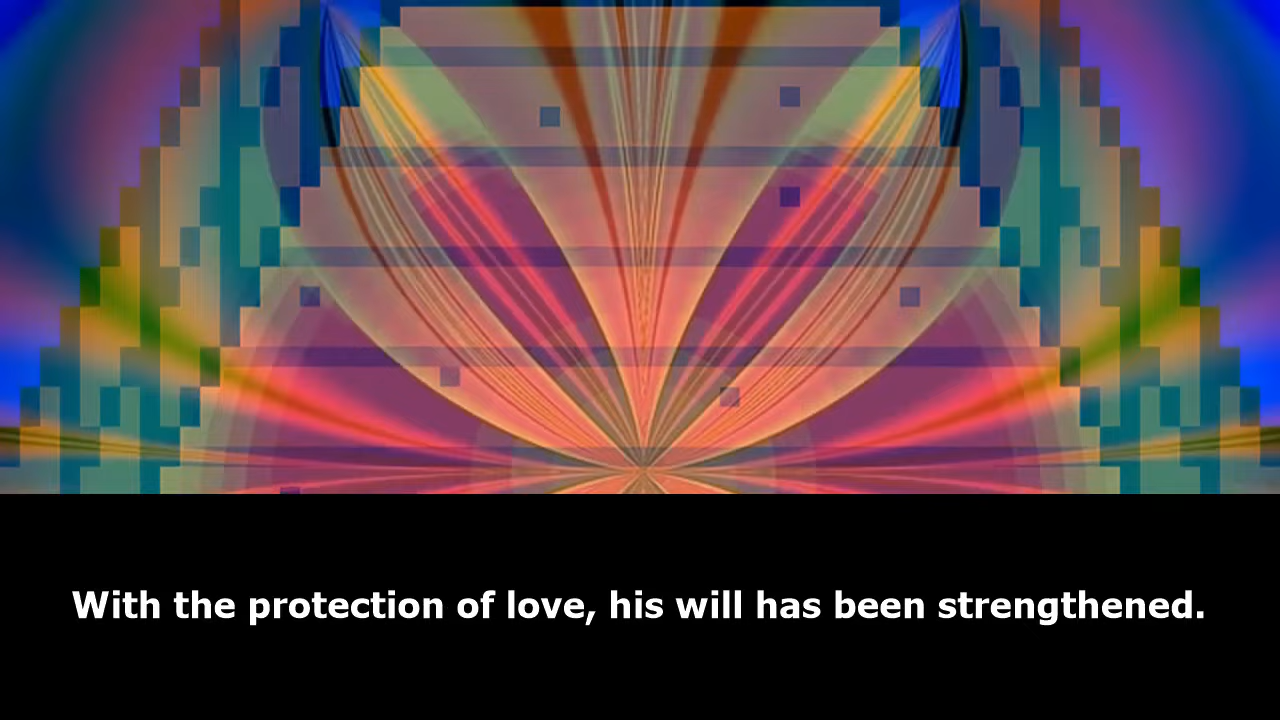 With the protection of love, his will has been strengthened.